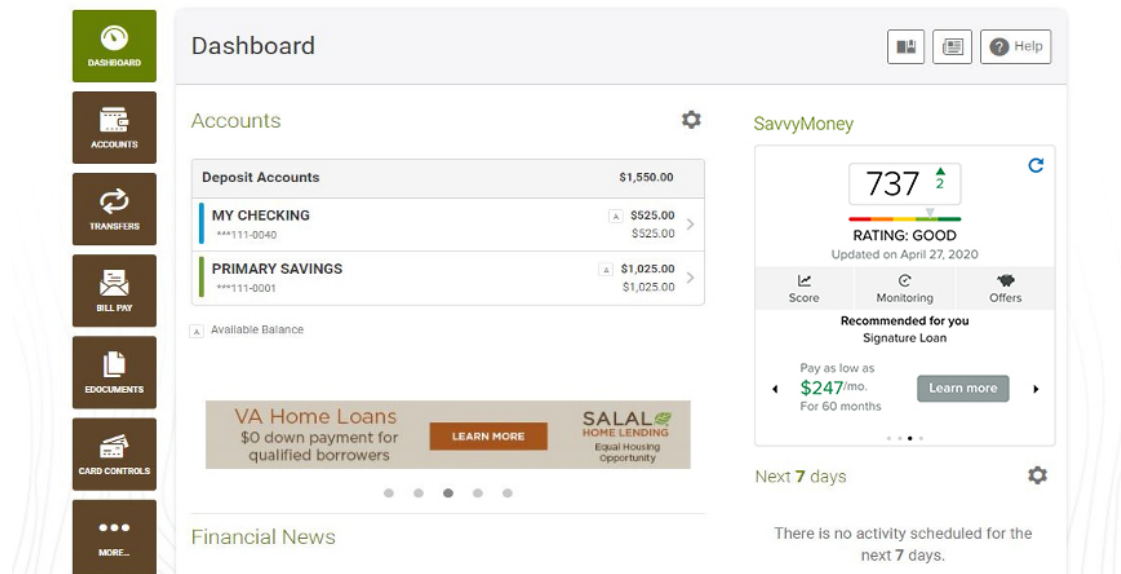 DASHBOARD
ACCOUNTS
TRANSFERS
BILL PAY
EDOCUMENTS
CARD CONTROLS
MORE...
Dashboard
Help
Accounts
Deposit Accounts $1,550.00
MY CHECKING A $525.00
***111-0040 $525.00
PRIMARY SAVINGS A $1,025.00
***111-0001 $1,025.00
A Available Balance
VA Home Loans
$0 down payment for
qualified borrowers
LEARN MORE
SALAL
HOME LENDING
Equal Housing
Opportunity
Financial News
SavvyMoney
737 2
RATING: GOOD
Updated on April 27, 2020
Score Monitoring Offers
Recommended for you
Signature Loan
Pay as low as
$247/mo.
For 60 months
Learn more
Next 7 days
There is no activity scheduled for the
next 7 days.